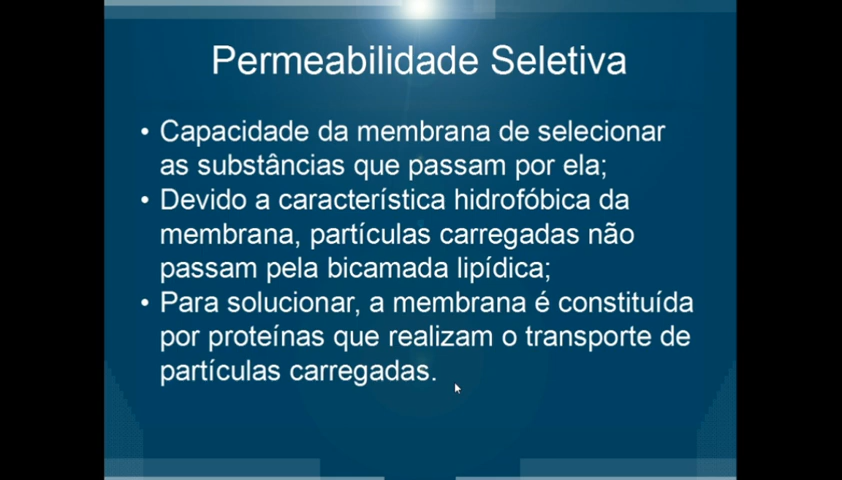 Permeabilidade Seletiva
• Capacidade da membrana de selecionar
as substâncias que passam por ela;
• Devido a característica hidrofóbica da
membrana, partículas carregadas não
passam pela bicamada lipídica;
• Para solucionar, a membrana é constituída
por proteínas que realizam o transporte de
partículas carregadas.